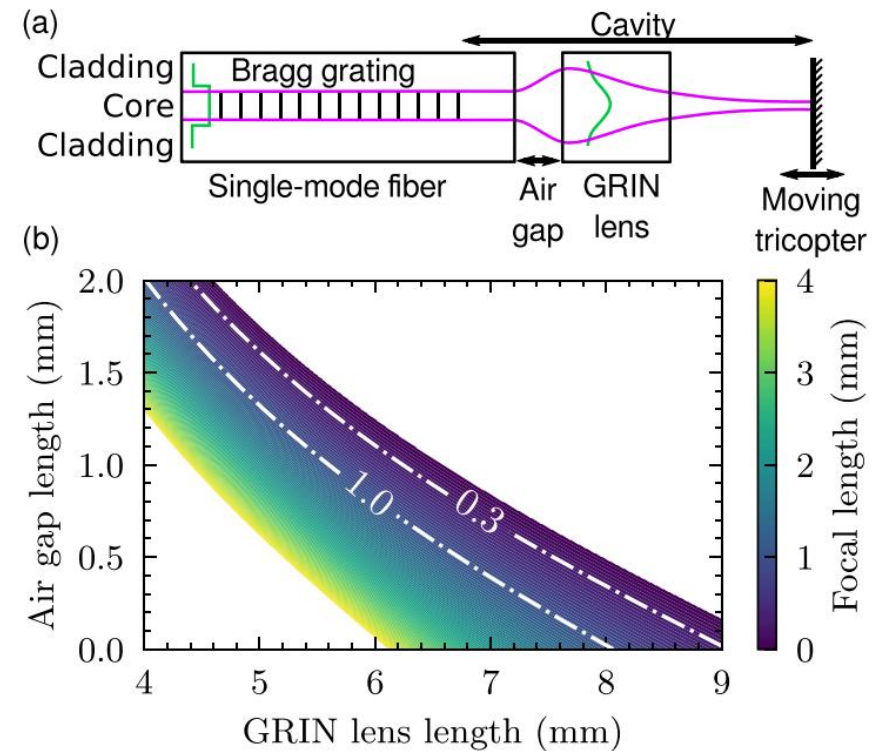 (a)
Cavity
Cladding
Bragg grating
Core
Cladding
Single-mode fiber
Air
gap
GRIN
lens
Moving
tricopter
(b)
2.0
1.5
1.0
0.5
0.0
Air gap length (mm)
1.0
0.3
4
5
6
7
8
9
GRIN lens length (mm)
4
3
2
1
0
Focal length (mm)